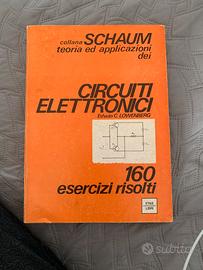 collana SCHAUM
teoria ed applicazioni
dei
CIRCUITI
ELETTRONICI
Edwin C. LOWENBERG
160
esercizi risolti
ETAS
LIBRI
subito